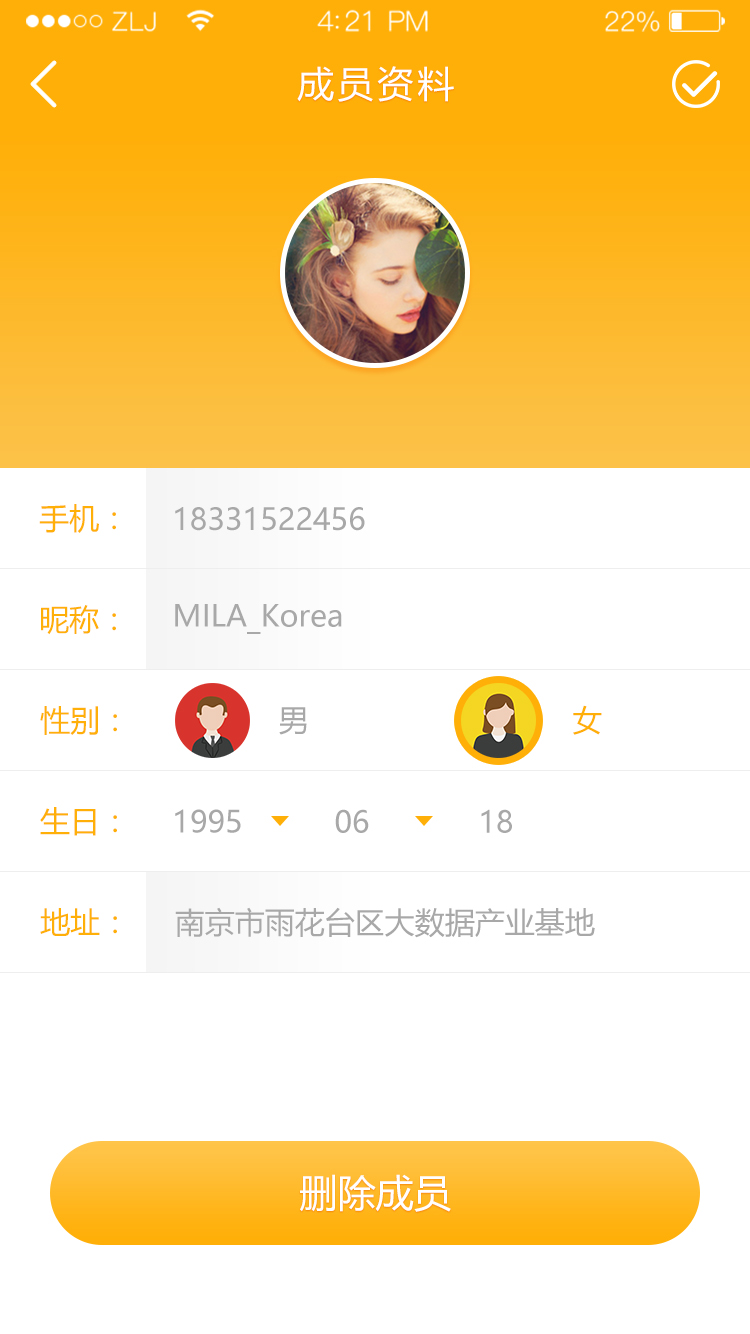 ZLJ 4:21 PM 22%
成员资料
手机： 18331522456
昵称： MILA_Korea
性别： 男 女
生日： 1995 06 18
地址： 南京市雨花台区大数据产业基地
删除成员